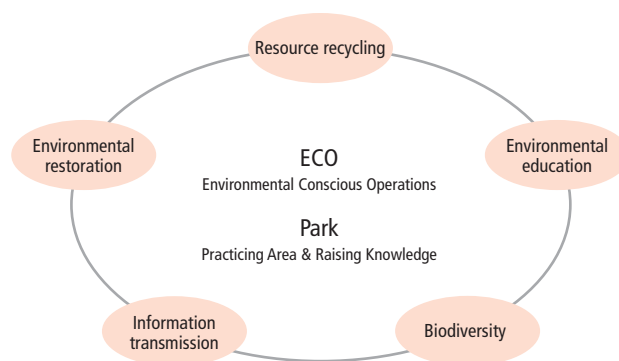 Resource recycling
Environmental
restoration
Environmental
education
ECO
Environmental Conscious Operations
Park
Practicing Area & Raising Knowledge
Information
transmission
Biodiversity